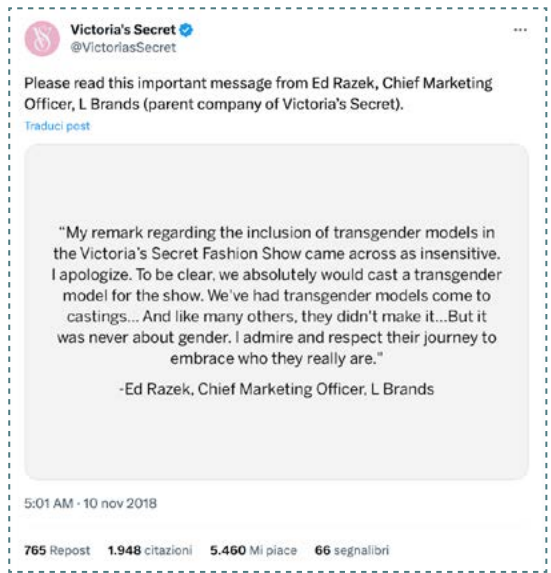 Victoria's Secret
@VictoriasSecret
Please read this important message from Ed Razek, Chief Marketing
Officer, L Brands (parent company of Victoria's Secret).
Traduci post
“My remark regarding the inclusion of transgender models in
the Victoria's Secret Fashion Show came across as insensitive.
I apologize. To be clear, we absolutely would cast a transgender
model for the show. We've had transgender models come to
castings... And like many others, they didn't make it...But it
was never about gender. I admire and respect their journey to
embrace who they really are."
-Ed Razek, Chief Marketing Officer, L Brands
5:01 AM · 10 nov 2018
765 Repost 1.948 citazioni 5.460 Mi piace 66 segnalibri